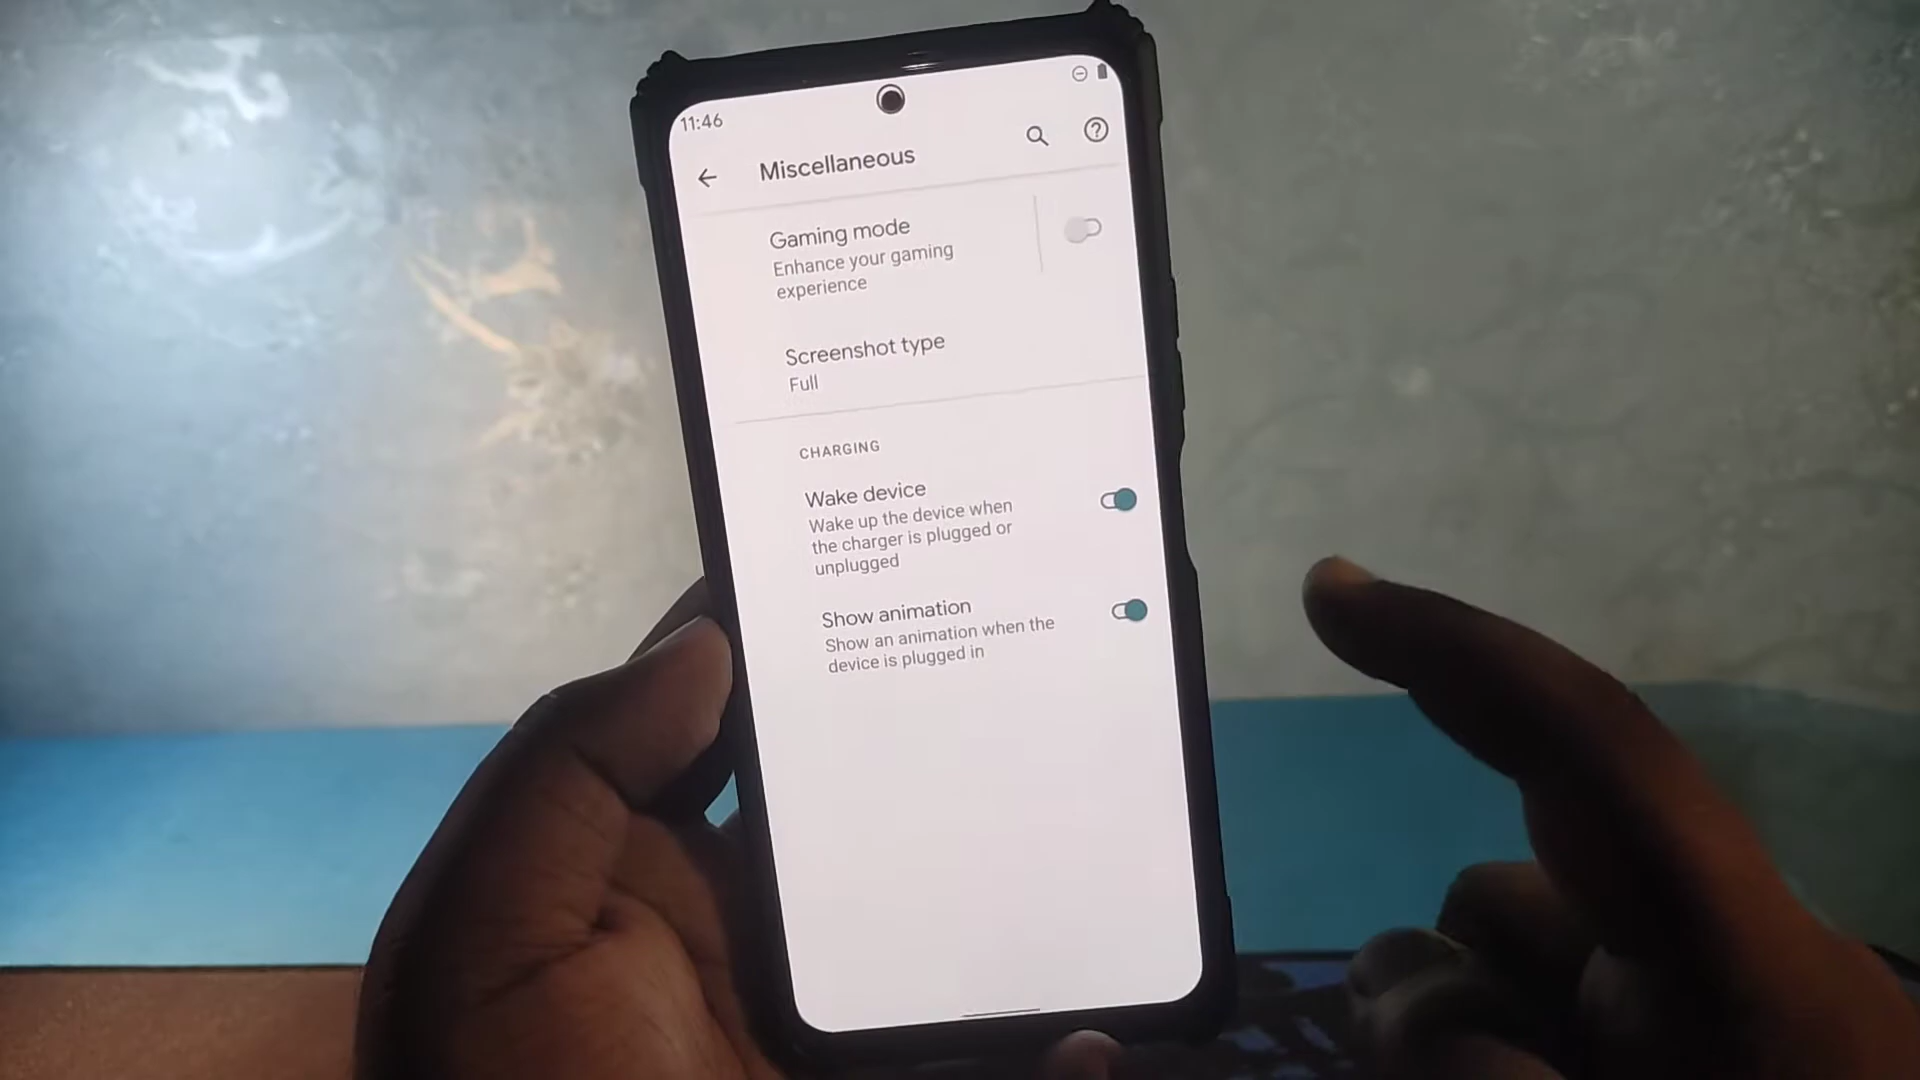 11:46
Miscellaneous
Gaming mode
Enhance your gaming
experience
Screenshot type
Full
CHARGING
Wake device
Wake up the device when
the charger is plugged or
unplugged
Show animation
Show an animation when the
device is plugged in